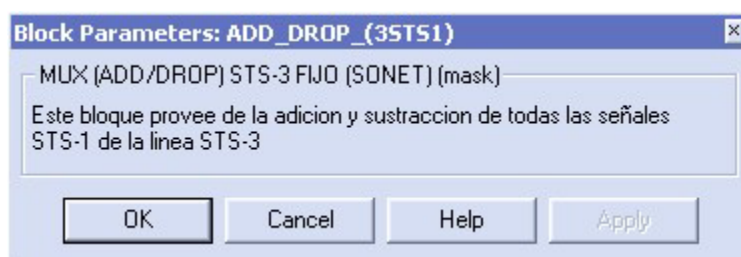 Block Parameters: ADD_DROP_(3STS1)
MUX (ADD/DROP) STS-3 FIJO (SONET) (mask)
Este bloque provee de la adicion y sustraccion de todas las señales
STS-1 de la linea STS-3
OK Cancel Help Apply